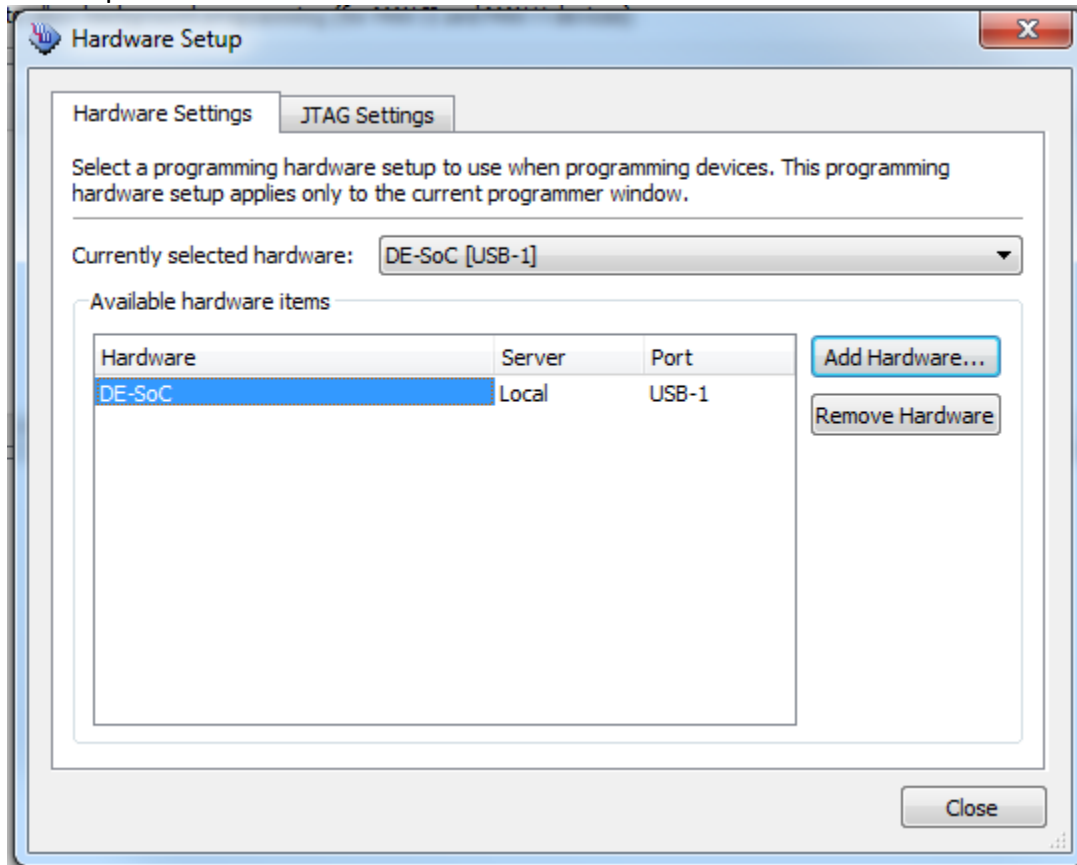 Hardware Setup
Hardware Settings
JTAG Settings
Select a programming hardware setup to use when programming devices. This programming
hardware setup applies only to the current programmer window.
Currently selected hardware:
DE-SoC [USB-1]
Available hardware items
Hardware Server Port
Add Hardware...
DE-SoC Local USB-1
Remove Hardware
Close